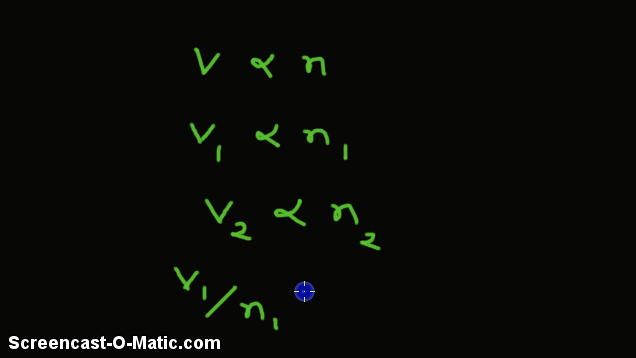 V ∝ n
V₁ ∝ n₁
V₂ ∝ n₂
V₁/n₁
Screencast-O-Matic.com